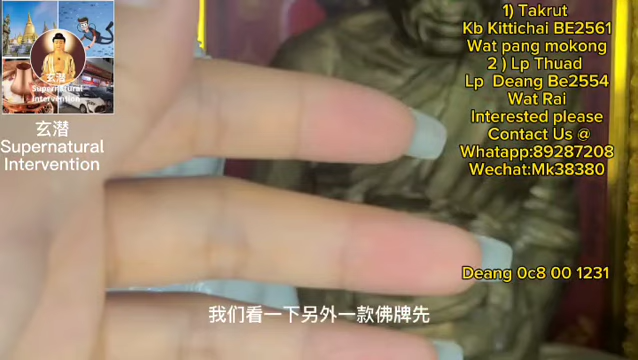 玄潜
Supernatural
Intervention
玄潜
Supernatural
Intervention
1) Takrut
Kb Kittichai BE2561
Wat pang mokong
2 ) Lp Thuad
Lp Deang Be2554
Wat Rai
Interested please
Contact Us @
Whatapp:89287208
Wechat:Mk38380
Deang 0c8 00 1231
我们看一下另外一款佛牌先